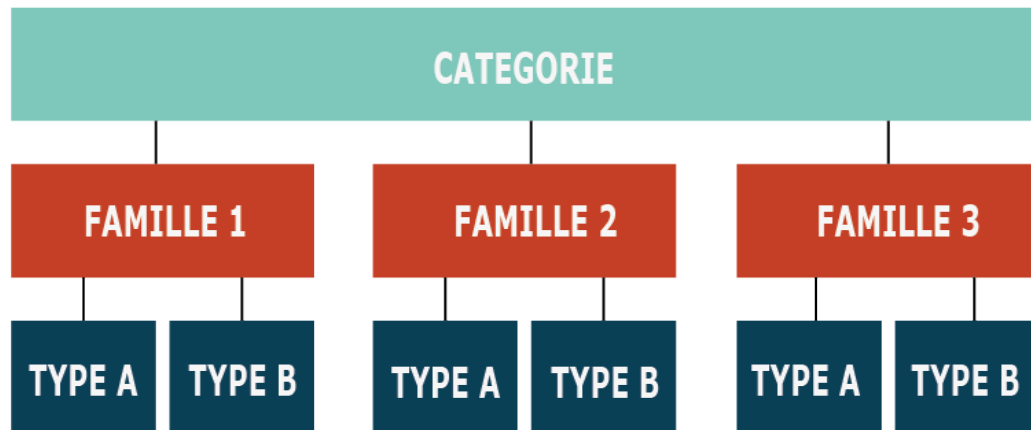 CATEGORIE
FAMILLE 1 FAMILLE 2 FAMILLE 3
TYPE A TYPE B TYPE A TYPE B TYPE A TYPE B